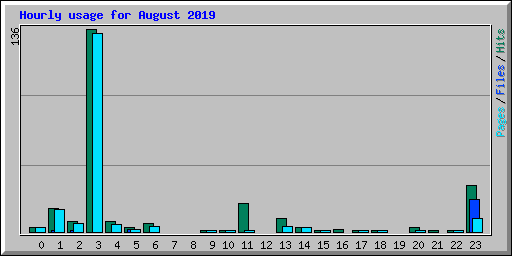 Hourly usage for August 2019
136
Pages/Files/Hits
0 1 2 3 4 5 6 7 8 9 10 11 12 13 14 15 16 17 18 19 20 21 22 23